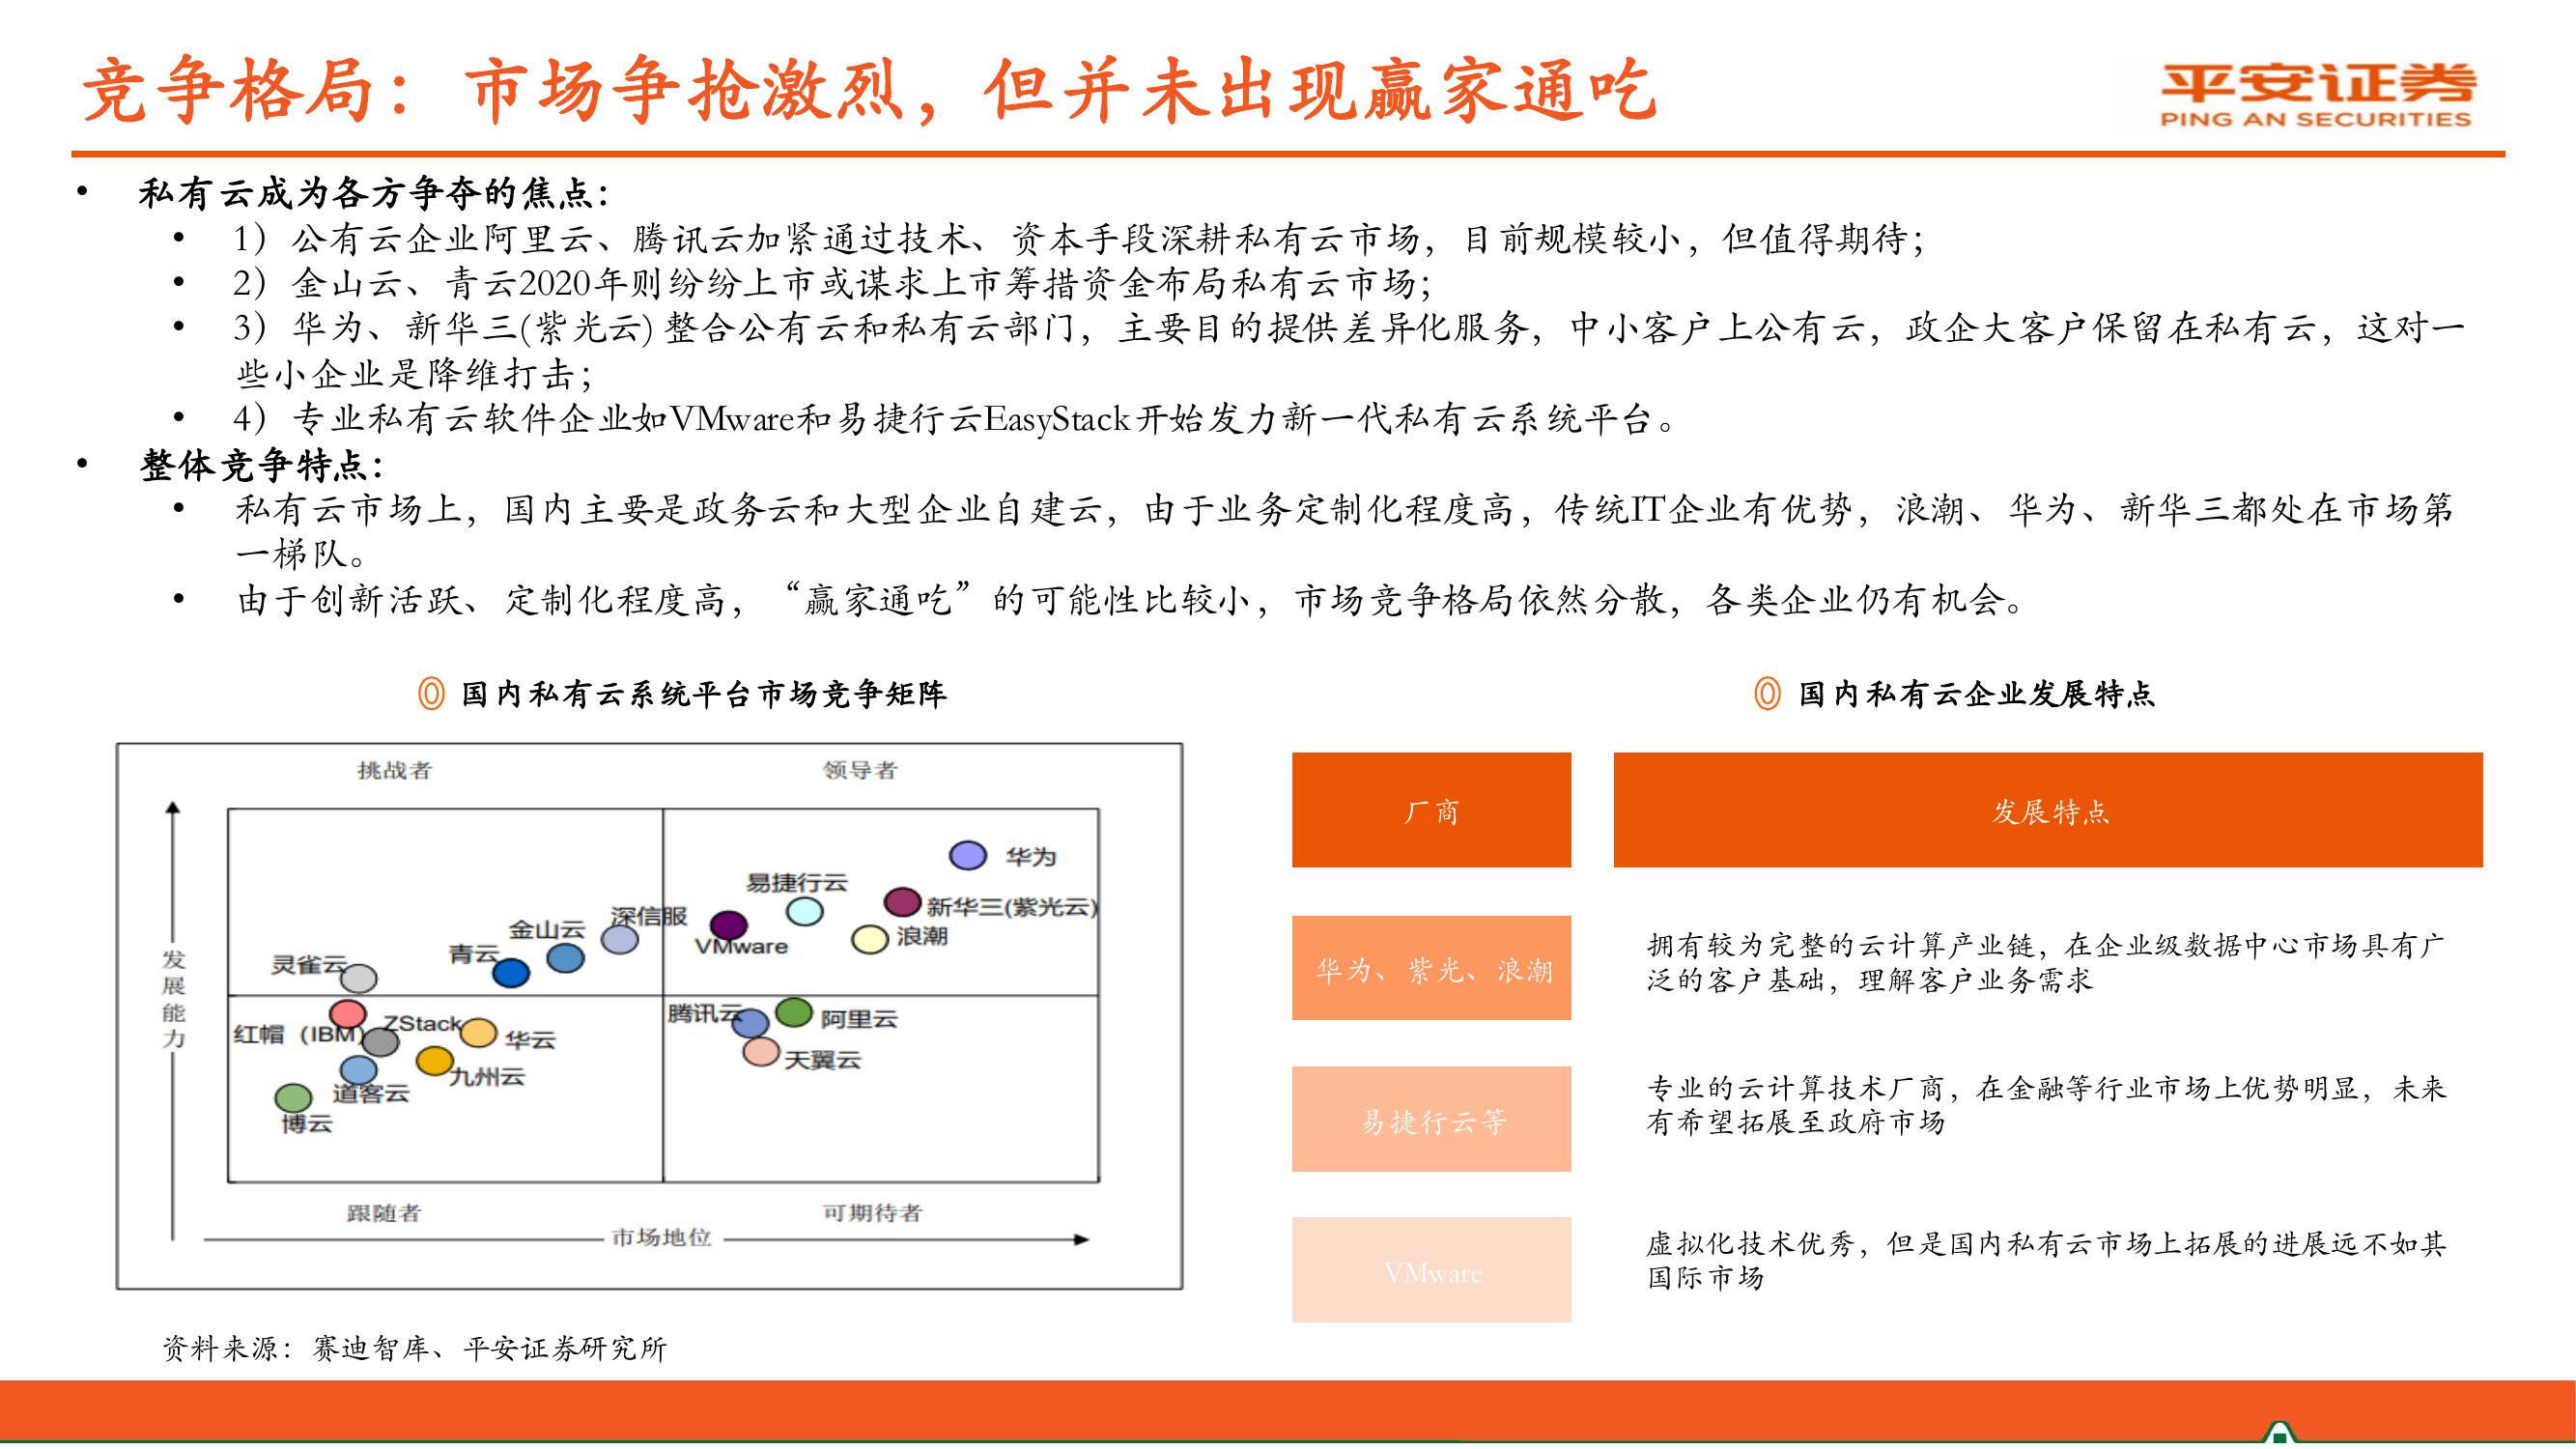 竞争格局：市场争抢激烈，但并未出现赢家通吃
平安证券
PING AN SECURITIES
• 私有云成为各方争夺的焦点：
• 1）公有云企业阿里云、腾讯云加紧通过技术、资本手段深耕私有云市场，目前规模较小，但值得期待；
• 2）金山云、青云2020年则纷纷上市或谋求上市筹措资金布局私有云市场；
• 3）华为、新华三(紫光云) 整合公有云和私有云部门，主要目的提供差异化服务，中小客户上公有云，政企大客户保留在私有云，这对一
些小企业是降维打击；
• 4）专业私有云软件企业如VMware和易捷行云EasyStack开始发力新一代私有云系统平台。
• 整体竞争特点：
• 私有云市场上，国内主要是政务云和大型企业自建云，由于业务定制化程度高，传统IT企业有优势，浪潮、华为、新华三都处在市场第
一梯队。
• 由于创新活跃、定制化程度高，“赢家通吃”的可能性比较小，市场竞争格局依然分散，各类企业仍有机会。
国内私有云系统平台市场竞争矩阵
挑战者
领导者
华为
易捷行云
新华三(紫光云)
深信服
金山云
VMware
浪潮
青云
灵雀云
发展能力
腾讯云
阿里云
红帽（IBM）
ZStack
华云
天翼云
九州云
道客云
博云
跟随者
可期待者
市场地位
国内私有云企业发展特点
厂商
发展特点
华为、紫光、浪潮
拥有较为完整的云计算产业链，在企业级数据中心市场具有广
泛的客户基础，理解客户业务需求
易捷行云等
专业的云计算技术厂商，在金融等行业市场上优势明显，未来
有希望拓展至政府市场
VMware
虚拟化技术优秀，但是国内私有云市场上拓展的进展远不如其
国际市场
资料来源：赛迪智库、平安证券研究所